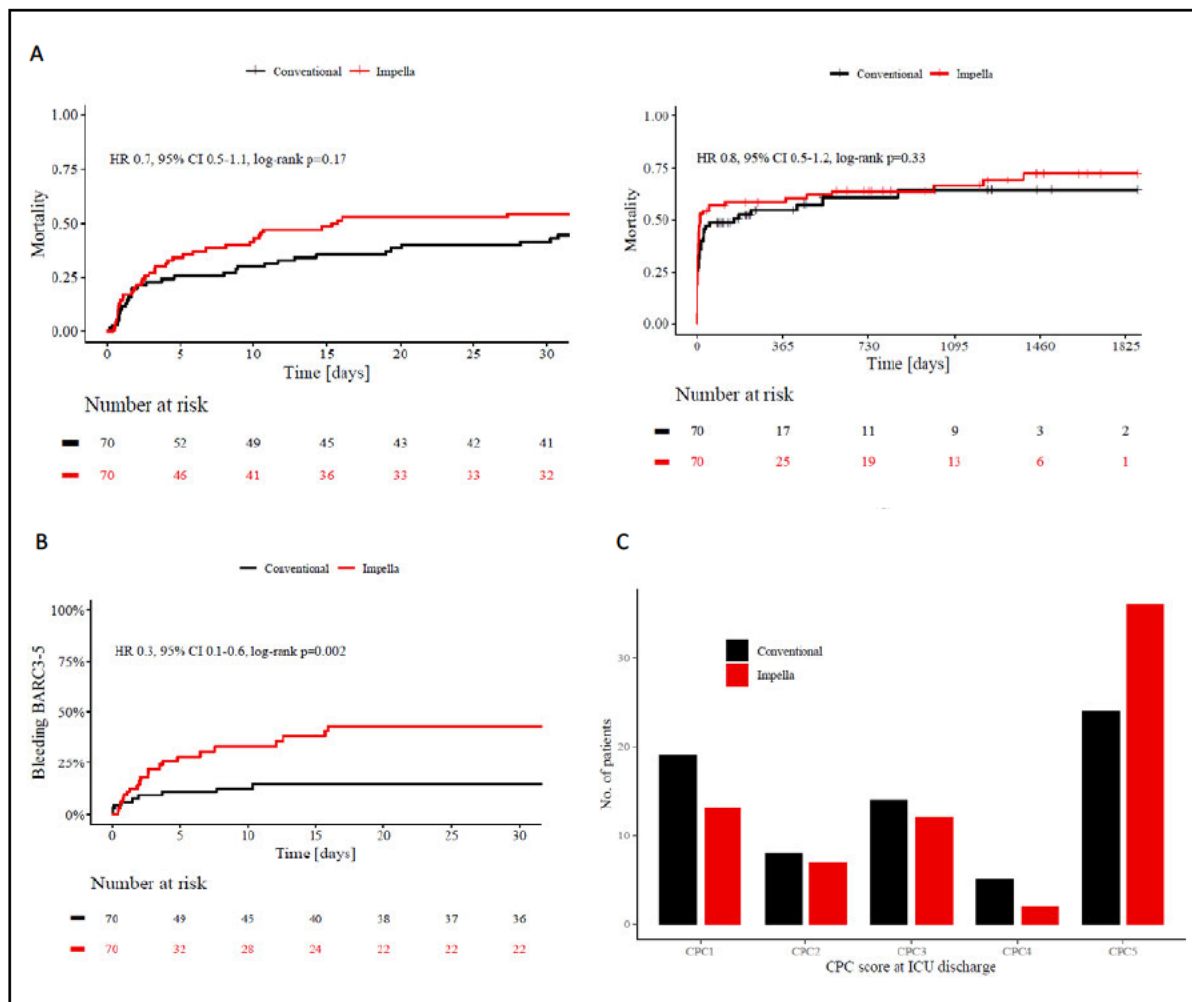 A
Conventional Impella
1.00
0.75
0.50
0.25
0.00
Mortality
HR 0.7, 95% CI 0.5-1.1, log-rank p=0.17
0 5 10 15 20 25 30
Time [days]
Number at risk
70 52 49 45 43 42 41
70 46 41 36 33 33 32
Conventional Impella
1.00
0.75
0.50
0.25
0.00
Mortality
HR 0.8, 95% CI 0.5-1.2, log-rank p=0.33
0 365 730 1095 1460 1825
Time [days]
Number at risk
70 17 11 9 3 2
70 25 19 13 6 1
B
Conventional Impella
100%
75%
50%
25%
0%
Bleeding BARC3-5
HR 0.3, 95% CI 0.1-0.6, log-rank p=0.002
0 5 10 15 20 25 30
Time [days]
Number at risk
70 49 45 40 38 37 36
70 32 28 24 22 22 22
C
Conventional
Impella
30
20
10
0
No. of patients
CPC1 CPC2 CPC3 CPC4 CPC5
CPC score at ICU discharge